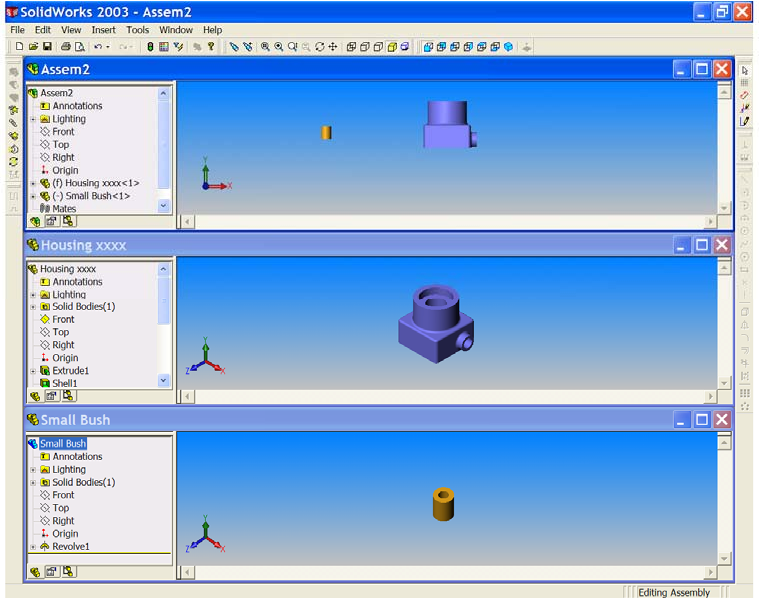 SolidWorks 2003 - Assem2
File Edit View Insert Tools Window Help
Assem2
Assem2
Annotations
Lighting
Front
Top
Right
Origin
(f) Housing xxxx<1>
(-) Small Bush<1>
Mates
Y
X
Housing xxxx
Housing xxxx
Annotations
Lighting
Solid Bodies(1)
Front
Top
Right
Origin
Extrude1
Shell1
Y
Z X
Small Bush
Small Bush
Annotations
Lighting
Solid Bodies(1)
Front
Top
Right
Origin
Revolve1
Y
Z X
Editing Assembly